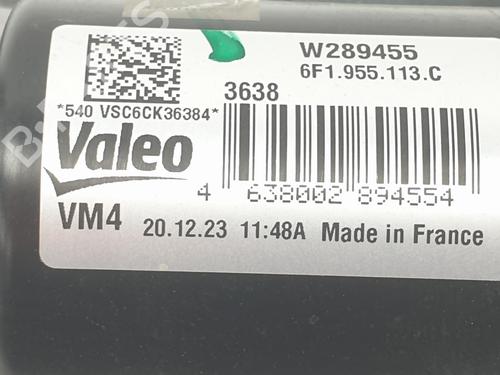 W289455
6F1.955.113.C
*540 VSC6CK36384*
3638
Valeo
4 638002 894554
VM4 20.12.23 11:48A Made in France